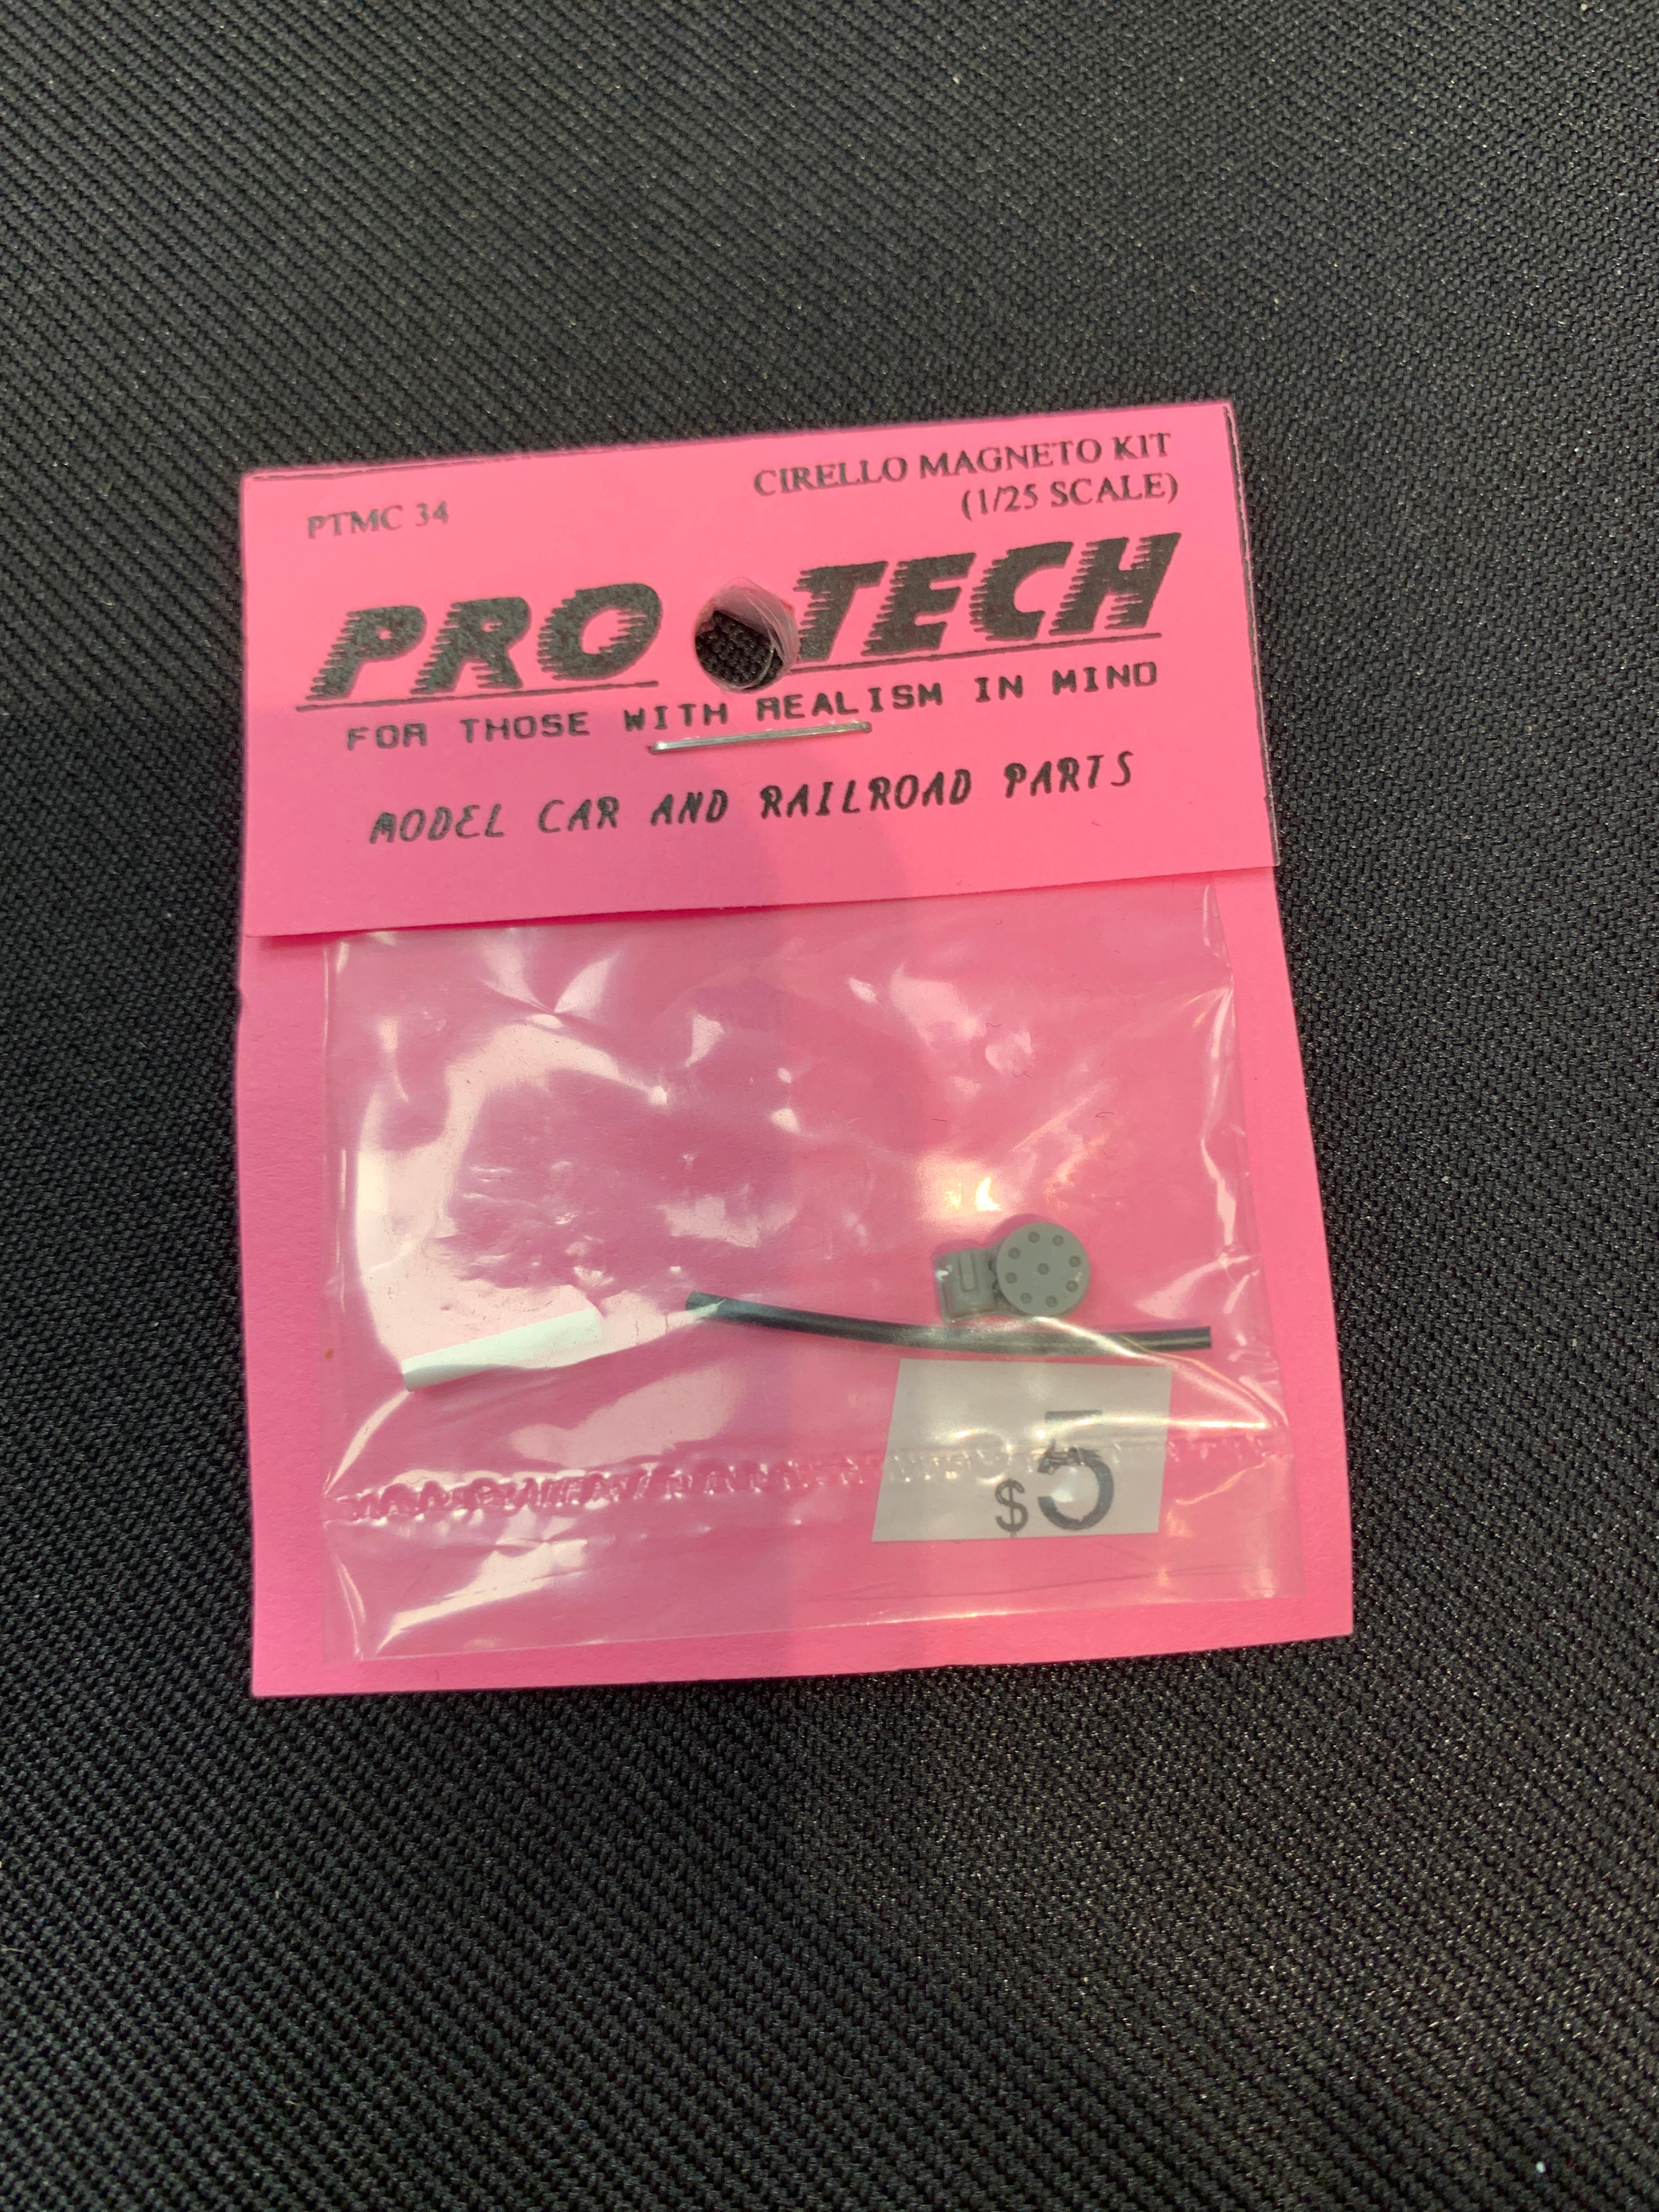 PTMC 34
CIRELLO MAGNETO KIT
(1/25 SCALE)
PRO TECH
FOR THOSE WITH REALISM IN MIND
MODEL CAR AND RAILROAD PARTS
$5